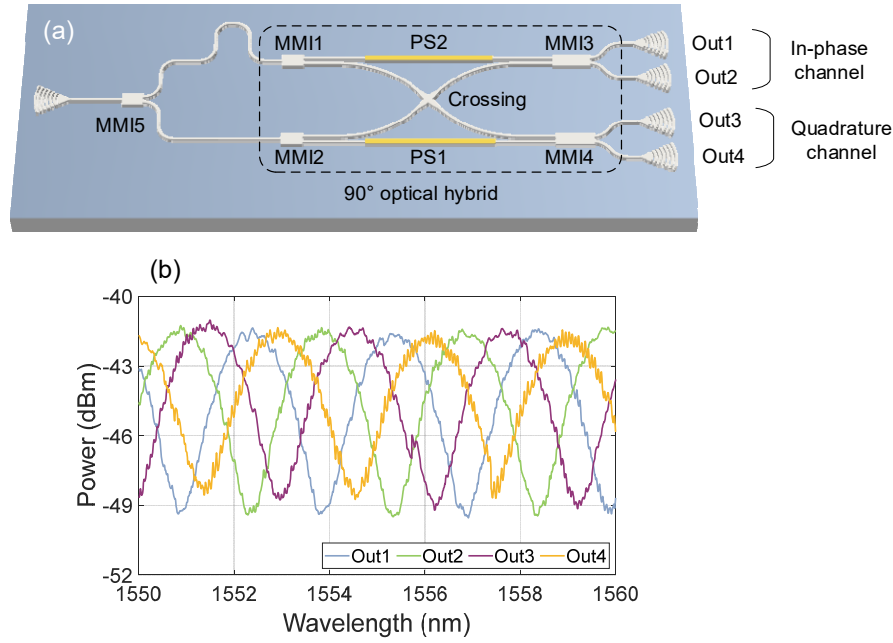 (a)
MMI1
PS2
MMI3
Out1
In-phase
channel
Out2
Crossing
MMI5
Out3
Quadrature
channel
MMI2
PS1
MMI4
Out4
90° optical hybrid
(b)
-40
-43
-46
-49
-52
Power (dBm)
Out1
Out2
Out3
Out4
1550
1552
1554
1556
1558
1560
Wavelength (nm)